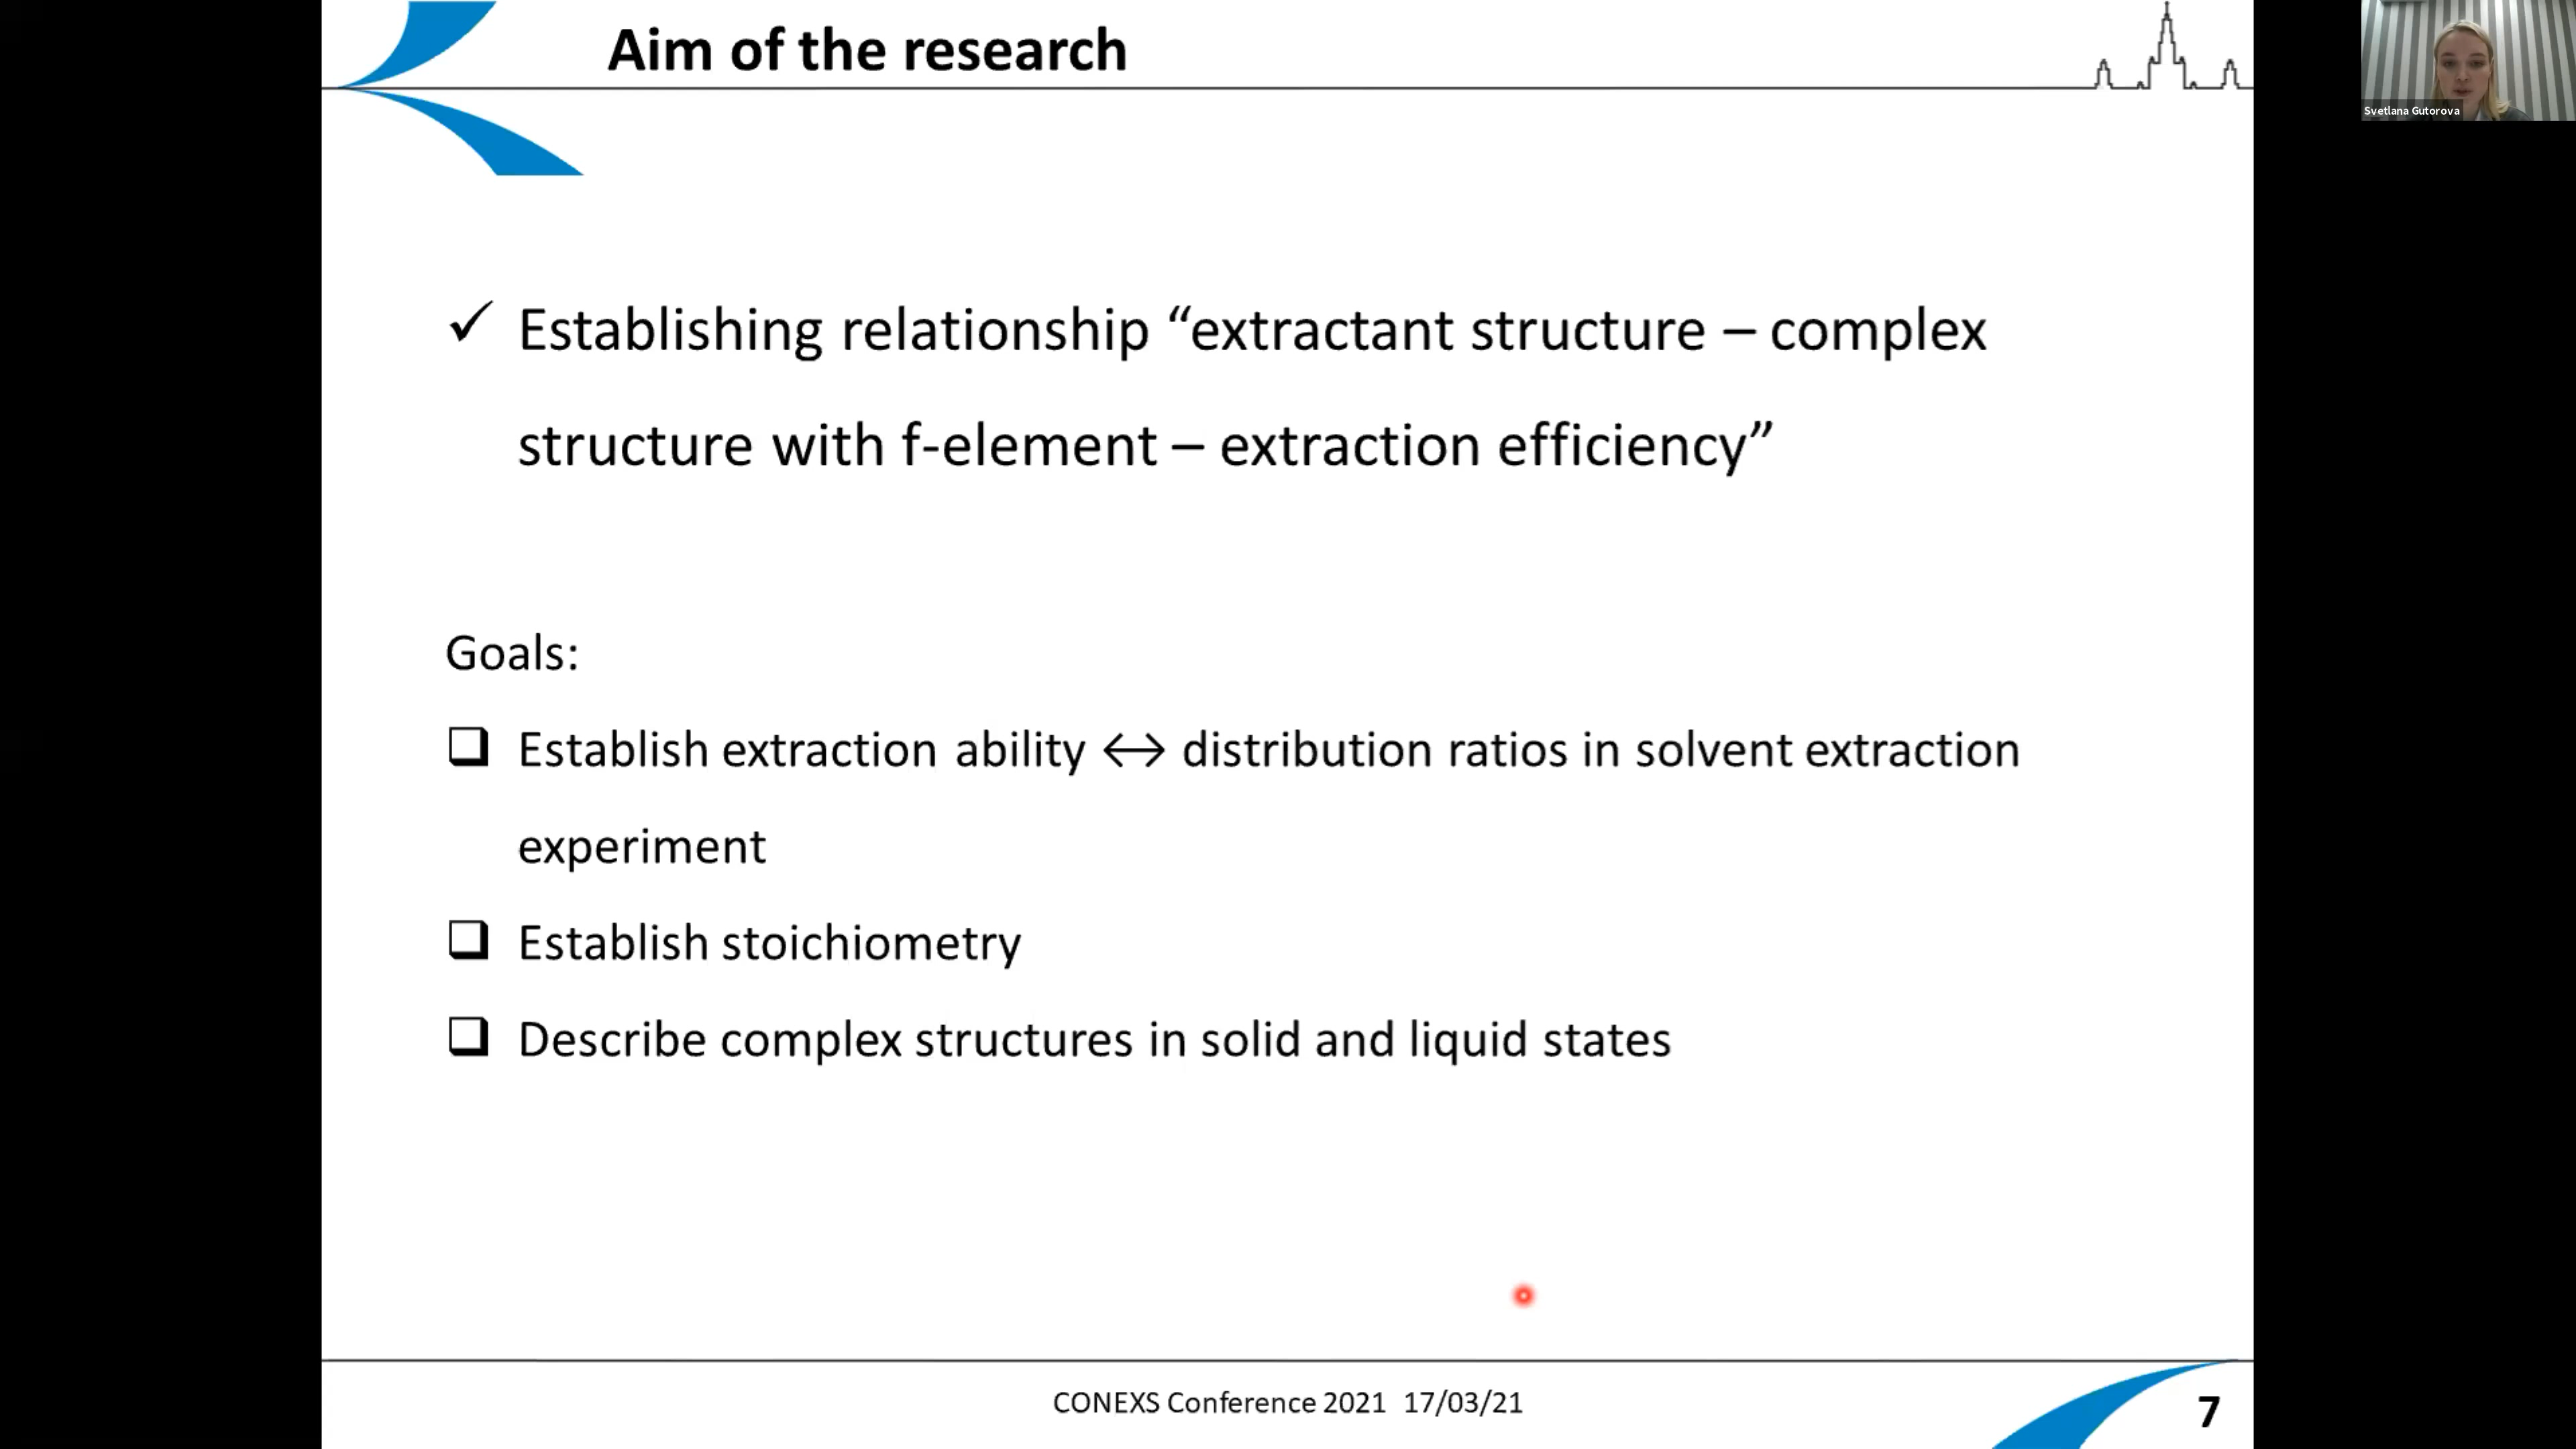 Aim of the research
Svetlana Gutorova
✓ Establishing relationship “extractant structure – complex
structure with f-element – extraction efficiency”
Goals:
❑ Establish extraction ability ↔ distribution ratios in solvent extraction
experiment
❑ Establish stoichiometry
❑ Describe complex structures in solid and liquid states
CONEXS Conference 2021 17/03/21
7